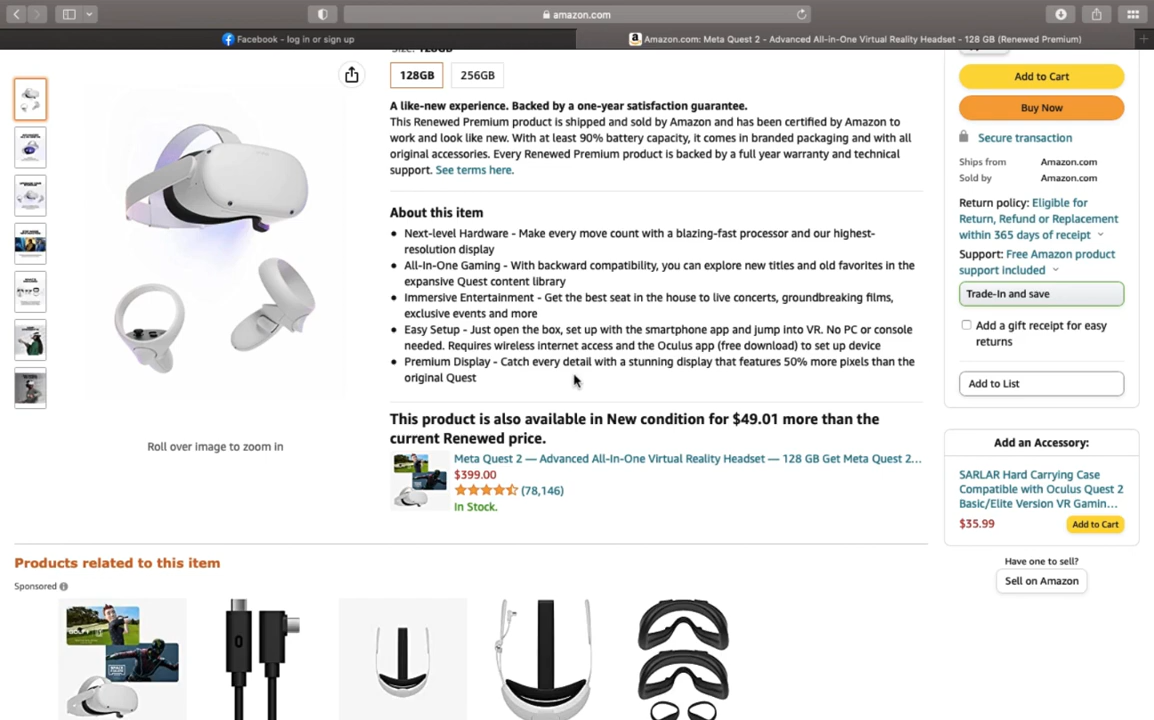 amazon.com
Facebook - log in or sign up
Amazon.com: Meta Quest 2 - Advanced All-in-One Virtual Reality Headset - 128 GB (Renewed Premium)
Size: 128GB
128GB
256GB
A like-new experience. Backed by a one-year satisfaction guarantee.
This Renewed Premium product is shipped and sold by Amazon and has been certified by Amazon to
work and look like new. With at least 90% battery capacity, it comes in branded packaging and with all
original accessories. Every Renewed Premium product is backed by a full year warranty and technical
support. See terms here.
About this item
Next-level Hardware - Make every move count with a blazing-fast processor and our highest-
resolution display
All-In-One Gaming - With backward compatibility, you can explore new titles and old favorites in the
expansive Quest content library
Immersive Entertainment - Get the best seat in the house to live concerts, groundbreaking films,
exclusive events and more
Easy Setup - Just open the box, set up with the smartphone app and jump into VR. No PC or console
needed. Requires wireless internet access and the Oculus app (free download) to set up device
Premium Display - Catch every detail with a stunning display that features 50% more pixels than the
original Quest
Roll over image to zoom in
This product is also available in New condition for $49.01 more than the
current Renewed price.
Meta Quest 2 — Advanced All-In-One Virtual Reality Headset — 128 GB Get Meta Quest 2...
$399.00
(78,146)
In Stock.
Add to Cart
Buy Now
Secure transaction
Ships from Amazon.com
Sold by Amazon.com
Return policy: Eligible for
Return, Refund or Replacement
within 365 days of receipt
Support: Free Amazon product
support included
Trade-In and save
Add a gift receipt for easy
returns
Add to List
Add an Accessory:
SARLAR Hard Carrying Case
Compatible with Oculus Quest 2
Basic/Elite Version VR Gamin...
$35.99
Add to Cart
Have one to sell?
Sell on Amazon
Products related to this item
Sponsored